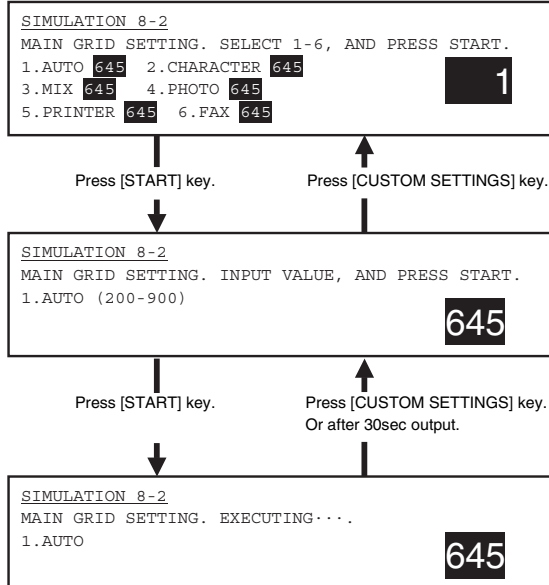 SIMULATION 8-2
MAIN GRID SETTING. SELECT 1-6, AND PRESS START.
1.AUTO 645 2.CHARACTER 645
3.MIX 645 4.PHOTO 645
5.PRINTER 645 6.FAX 645
1
Press [START] key.
Press [CUSTOM SETTINGS] key.
SIMULATION 8-2
MAIN GRID SETTING. INPUT VALUE, AND PRESS START.
1.AUTO (200-900)
645
Press [START] key.
Press [CUSTOM SETTINGS] key.
Or after 30sec output.
SIMULATION 8-2
MAIN GRID SETTING. EXECUTING···.
1.AUTO
645